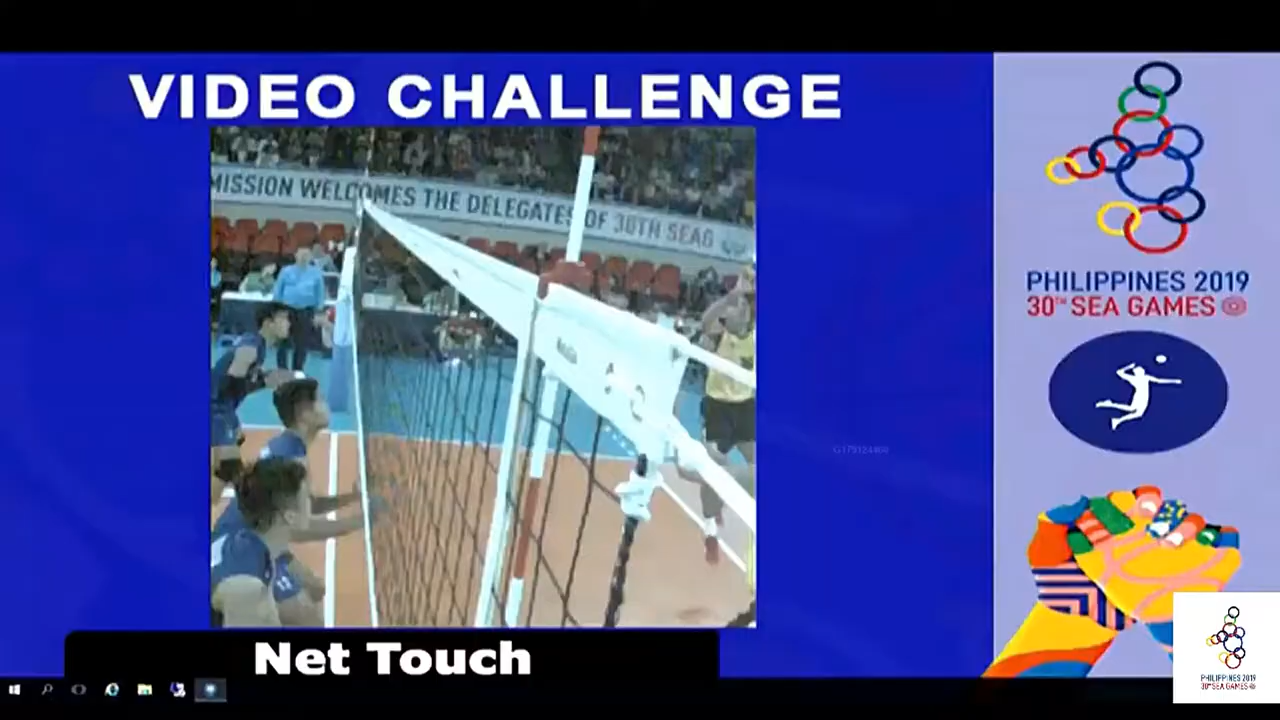 VIDEO CHALLENGE
MISSION WELCOMES THE DELEGATES OF 30TH SEAG
PHILIPPINES 2019
30TH SEA GAMES
Net Touch
PHILIPPINES 2019
30TH SEA GAMES